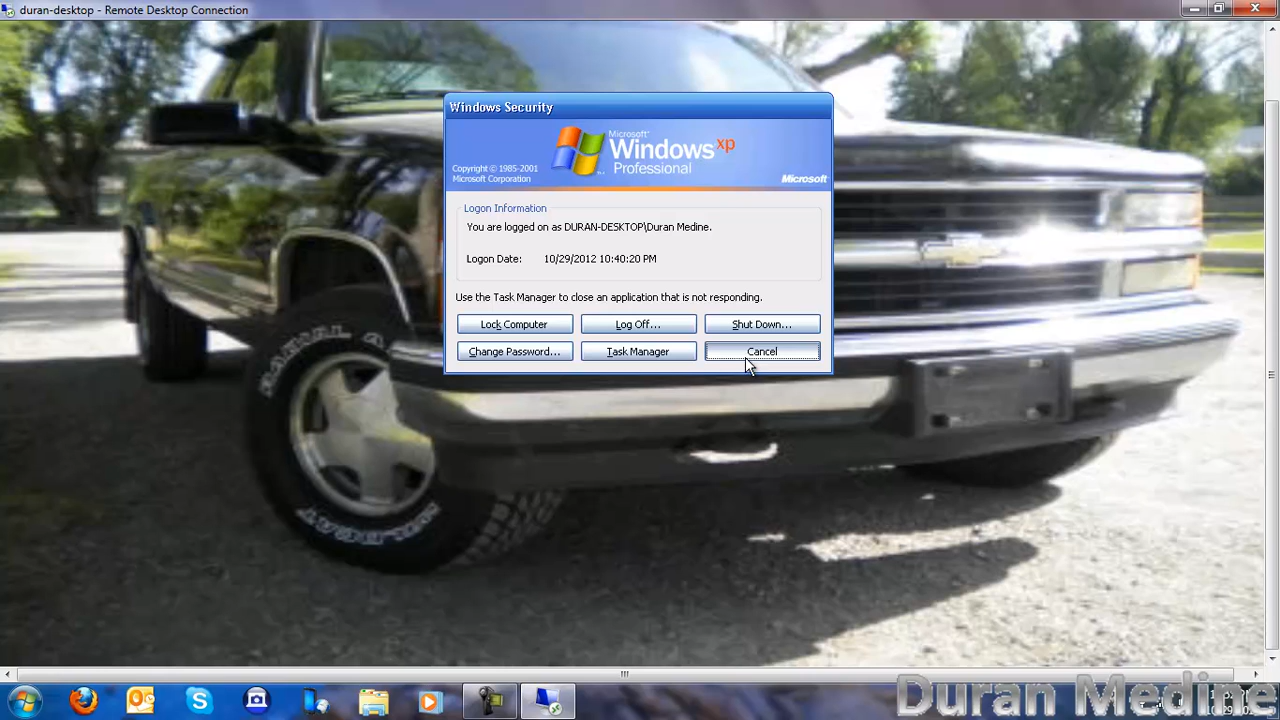 duran-desktop - Remote Desktop Connection
Windows Security
Microsoft®
Windows xp
Professional
Copyright © 1985-2001
Microsoft Corporation
Microsoft
Logon Information
You are logged on as DURAN-DESKTOP\Duran Medine.
Logon Date: 10/29/2012 10:40:20 PM
Use the Task Manager to close an application that is not responding.
Lock Computer
Log Off...
Shut Down...
Change Password...
Task Manager
Cancel
Duran Medine